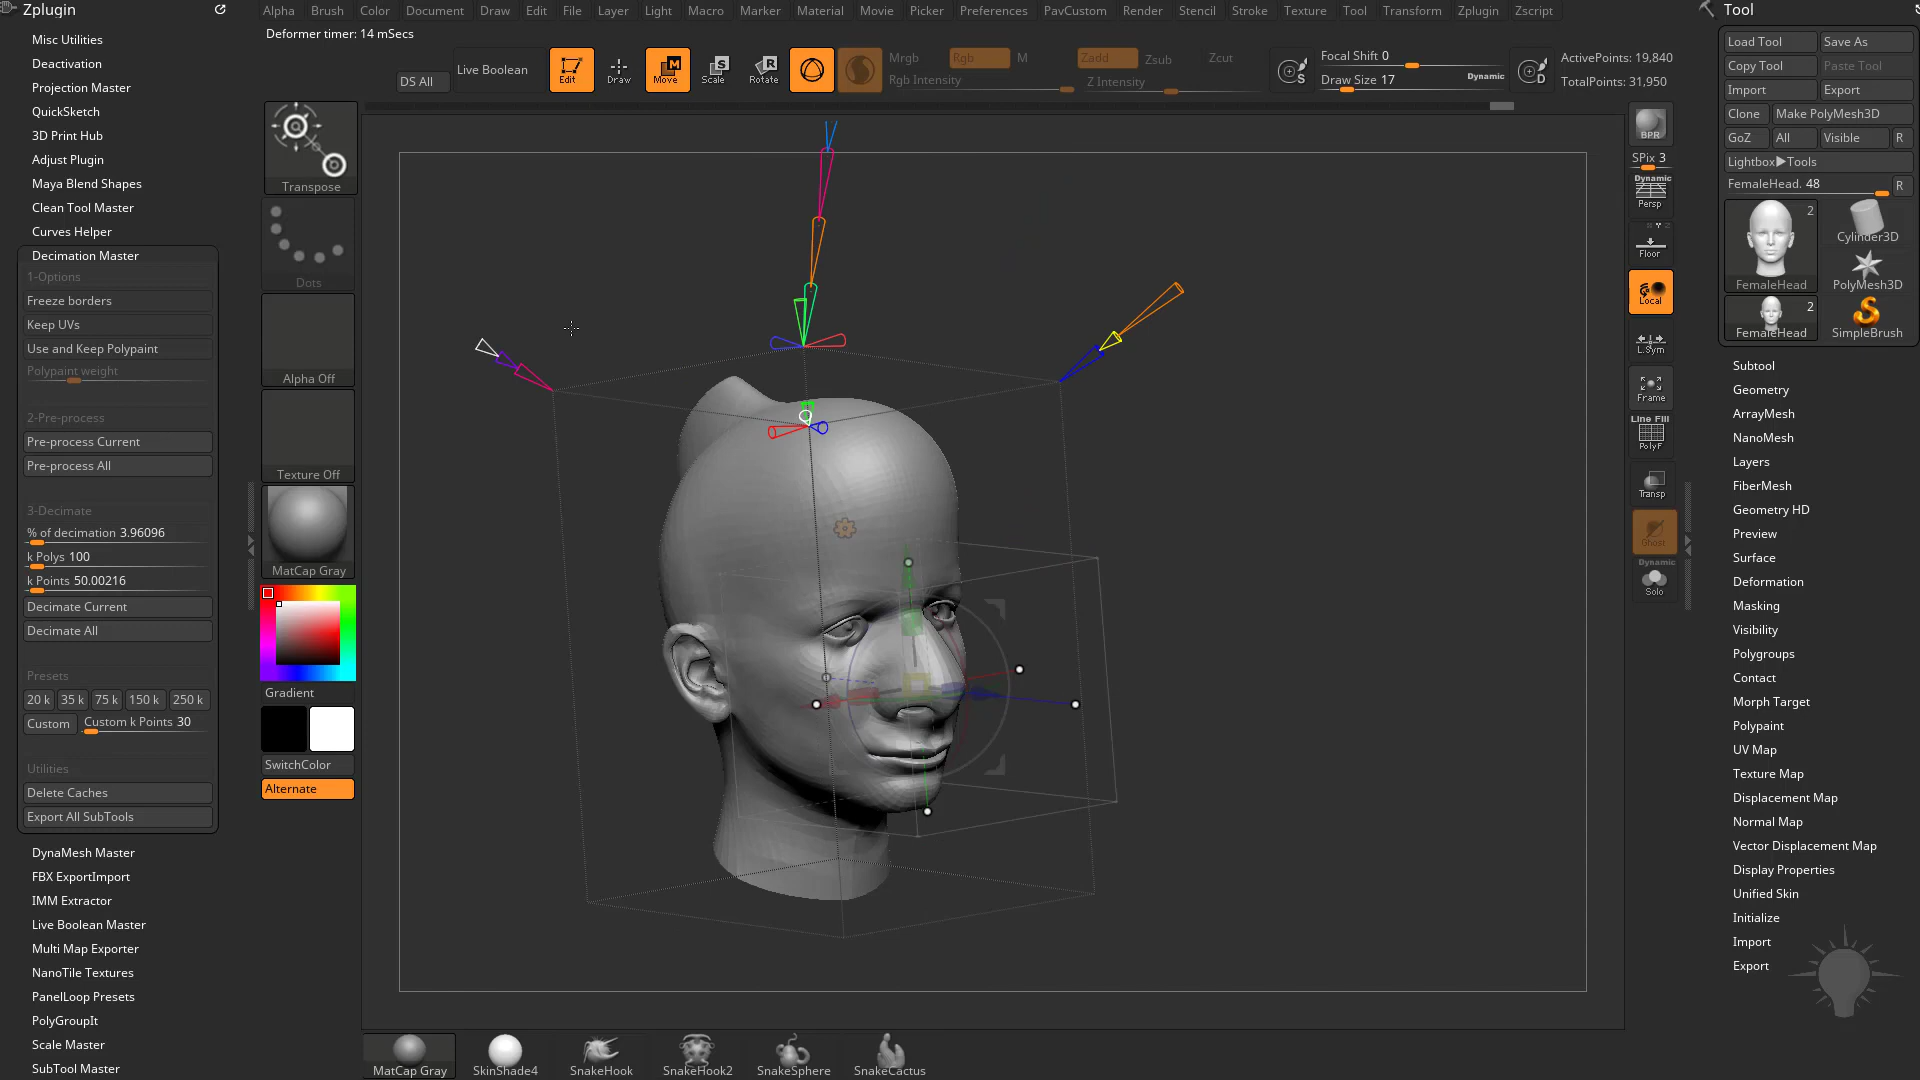 Zplugin
Misc Utilities
Deactivation
Projection Master
QuickSketch
3D Print Hub
Adjust Plugin
Maya Blend Shapes
Clean Tool Master
Curves Helper
Decimation Master
1-Options
Freeze borders
Keep UVs
Use and Keep Polypaint
Polypaint weight
2-Pre-process
Pre-process Current
Pre-process All
3-Decimate
% of decimation 3.96096
k Polys 100
k Points 50.00216
Decimate Current
Decimate All
Presets
20 k 35 k 75 k 150 k 250 k
Custom Custom k Points 30
Utilities
Delete Caches
Export All SubTools
DynaMesh Master
FBX ExportImport
IMM Extractor
Live Boolean Master
Multi Map Exporter
NanoTile Textures
PanelLoop Presets
PolyGroupIt
Scale Master
SubTool Master
Alpha Brush Color Document Draw Edit File Layer Light Macro Marker Material Movie Picker Preferences PavCustom Render Stencil Stroke Texture Tool Transform Zplugin Zscript
Deformer timer: 14 mSecs
DS All
Live Boolean
Edit
Draw
Move
Scale
Rotate
Mrgb Rgb M
Rgb Intensity
Zadd Zsub Zcut
Z Intensity
S
Focal Shift 0
Draw Size 17 Dynamic
D
ActivePoints: 19,840
TotalPoints: 31,950
Transpose
Dots
Alpha Off
Texture Off
MatCap Gray
Gradient
SwitchColor
Alternate
MatCap Gray SkinShade4 SnakeHook SnakeHook2 SnakeSphere SnakeCactus
BPR
SPix 3
Dynamic
Persp
Floor
Local
L.Sym
Frame
Line Fill
PolyF
Transp
Ghost
Dynamic
Solo
Tool
Load Tool Save As
Copy Tool Paste Tool
Import Export
Clone Make PolyMesh3D
GoZ All Visible R
Lightbox▶Tools
FemaleHead. 48 R
2
FemaleHead
Cylinder3D
PolyMesh3D
2
FemaleHead
SimpleBrush
Subtool
Geometry
ArrayMesh
NanoMesh
Layers
FiberMesh
Geometry HD
Preview
Surface
Deformation
Masking
Visibility
Polygroups
Contact
Morph Target
Polypaint
UV Map
Texture Map
Displacement Map
Normal Map
Vector Displacement Map
Display Properties
Unified Skin
Initialize
Import
Export